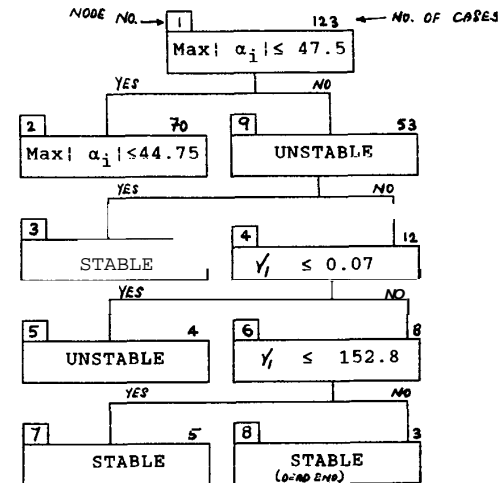 NODE NO. 1 123 NO. OF CASES
Max| αi|≤ 47.5
YES NO
2 70 9 53
Max| αi|≤44.75 UNSTABLE
YES NO
3 4 12
STABLE Y1 ≤ 0.07
YES NO
5 4 6 8
UNSTABLE Y1 ≤ 152.8
YES NO
7 5 8 3
STABLE STABLE
(DEAD END)